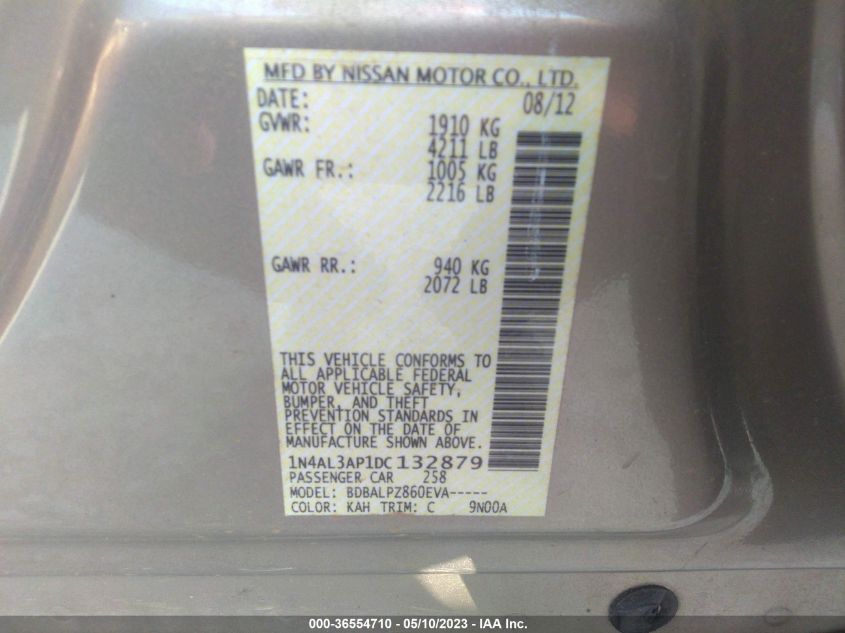 MFD BY NISSAN MOTOR CO., LTD.
DATE: 08/12
GVWR: 1910 KG
4211 LB
GAWR FR.: 1005 KG
2216 LB
GAWR RR.: 940 KG
2072 LB
THIS VEHICLE CONFORMS TO
ALL APPLICABLE FEDERAL
MOTOR VEHICLE SAFETY,
BUMPER, AND THEFT
PREVENTION STANDARDS IN
EFFECT ON THE DATE OF
MANUFACTURE SHOWN ABOVE.
1N4AL3AP1DC132879
PASSENGER CAR 258
MODEL: BDBALPZ860EVA-----
COLOR: KAH TRIM: C 9N00A
000-36554710 - 05/10/2023 - IAA Inc.